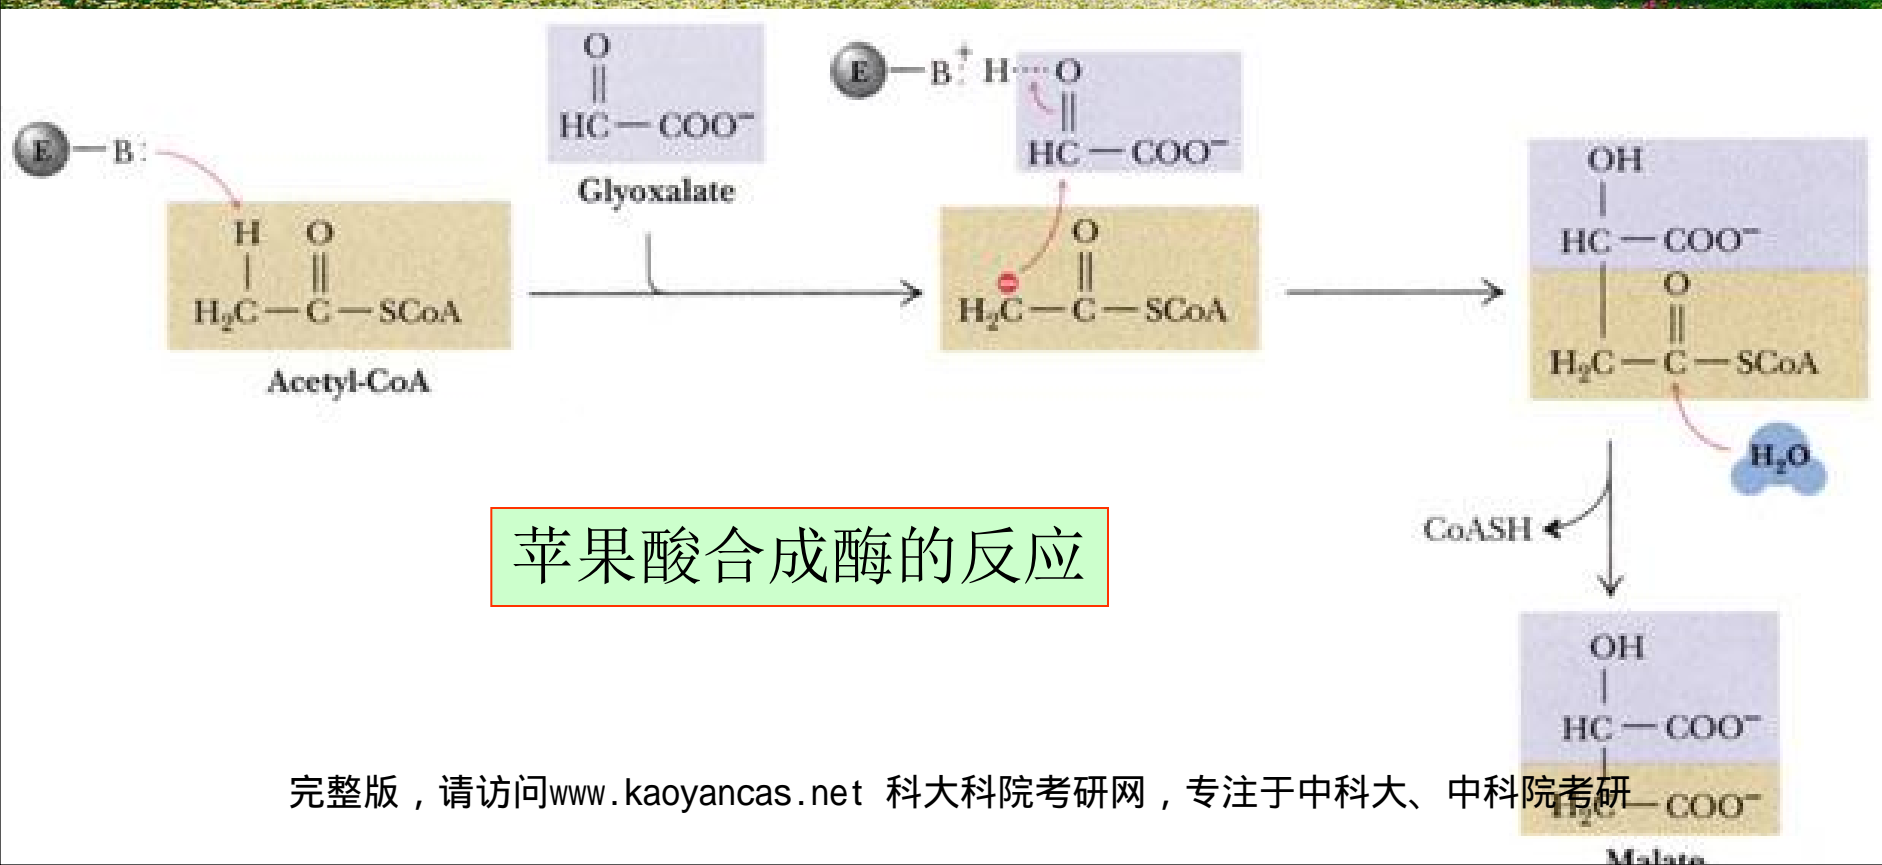 O
HC—COO⁻
Glyoxalate
E—B:
H O
H₂C—C—SCoA
Acetyl-CoA
E—B:⁺ H····O
HC—COO⁻
O
H₂C—C—SCoA
OH
HC—COO⁻
O
H₂C—C—SCoA
H₂O
CoASH
苹果酸合成酶的反应
OH
HC—COO⁻
H₂C—COO⁻
完整版，请访问www.kaoyancas.net 科大科院考研网，专注于中科大、中科院考研
Malate